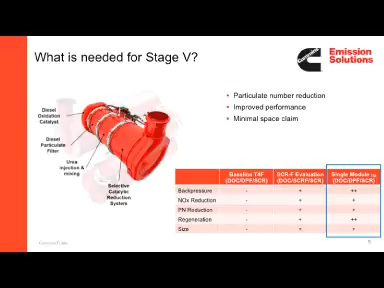 What is needed for Stage V?
Cummins
Emission
Solutions
Diesel
Oxidation
Catalyst
Diesel
Particulate
Filter
Urea
injection &
mixing
Selective
Catalytic
Reduction
System
• Particulate number reduction
• Improved performance
• Minimal space claim
Baseline T4F SCR-F Evaluation Single Module TM
(DOC/DPF/SCR) (DOC/SCRF/SCR) (DOC/DPF/SCR)
Backpressure - + ++
NOx Reduction - + +
PN Reduction - + +
Regeneration - + ++
Size - + +